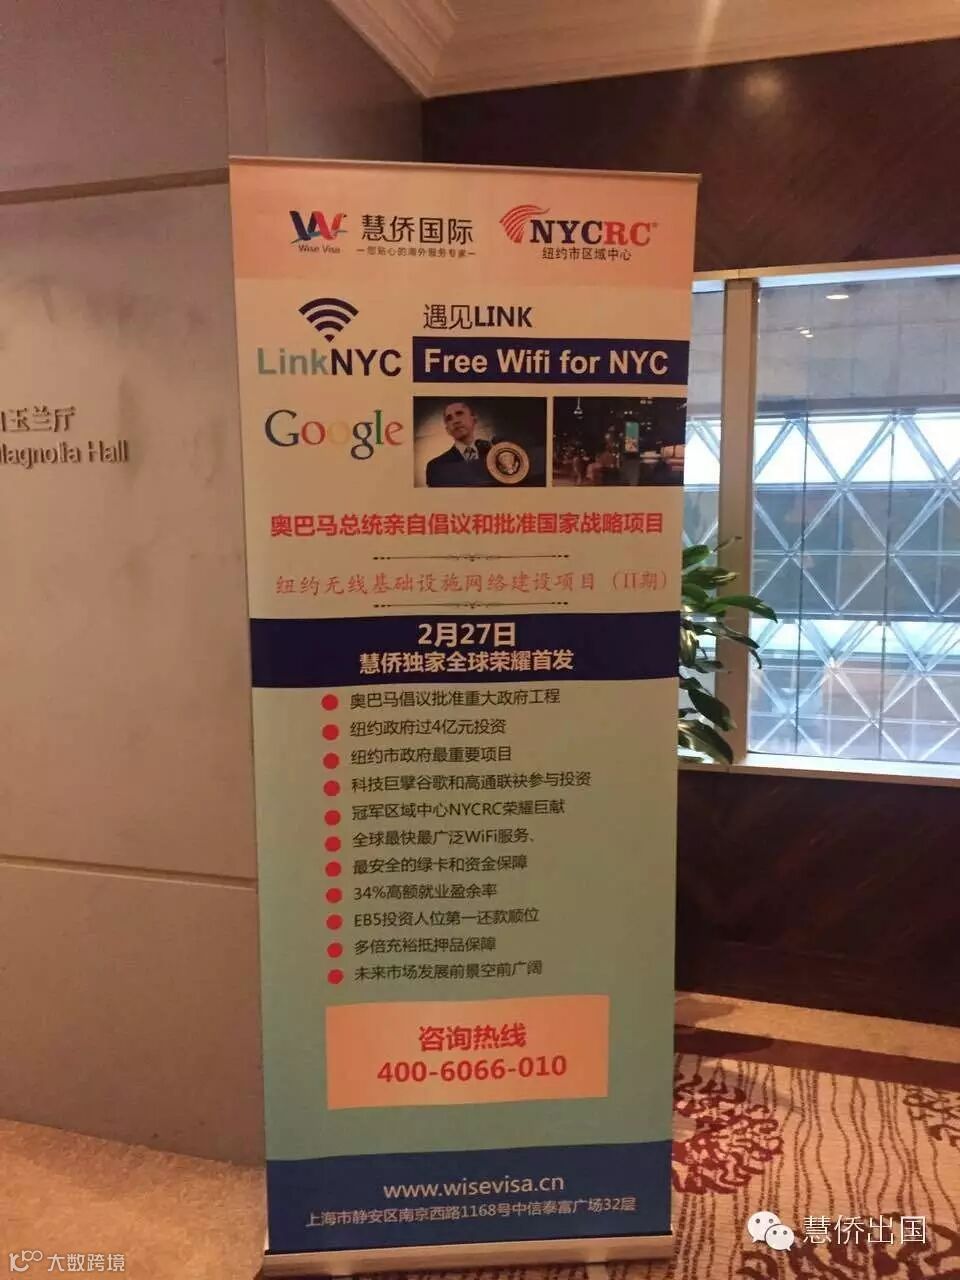 慧侨国际
Wise Visa
—您贴心的海外服务专家—
NYCRC®
纽约市区域中心
遇见LINK
LinkNYC
Free Wifi for NYC
Google
玉兰厅
Magnolia Hall
奥巴马总统亲自倡议和批准国家战略项目
纽约无线基础设施网络建设项目（II期）
2月27日
慧侨独家全球荣耀首发
奥巴马倡议批准重大政府工程
纽约政府过4亿元投资
纽约市政府最重要项目
科技巨擘谷歌和高通联袂参与投资
冠军区域中心NYCRC荣耀巨献
全球最快最广泛WiFi服务、
最安全的绿卡和资金保障
34%高额就业盈余率
EB5投资人位第一还款顺位
多倍充裕抵押品保障
未来市场发展前景空前广阔
咨询热线
400-6066-010
www.wisevisa.cn
上海市静安区南京西路1168号中信泰富广场32层
慧侨出国
大数跨境